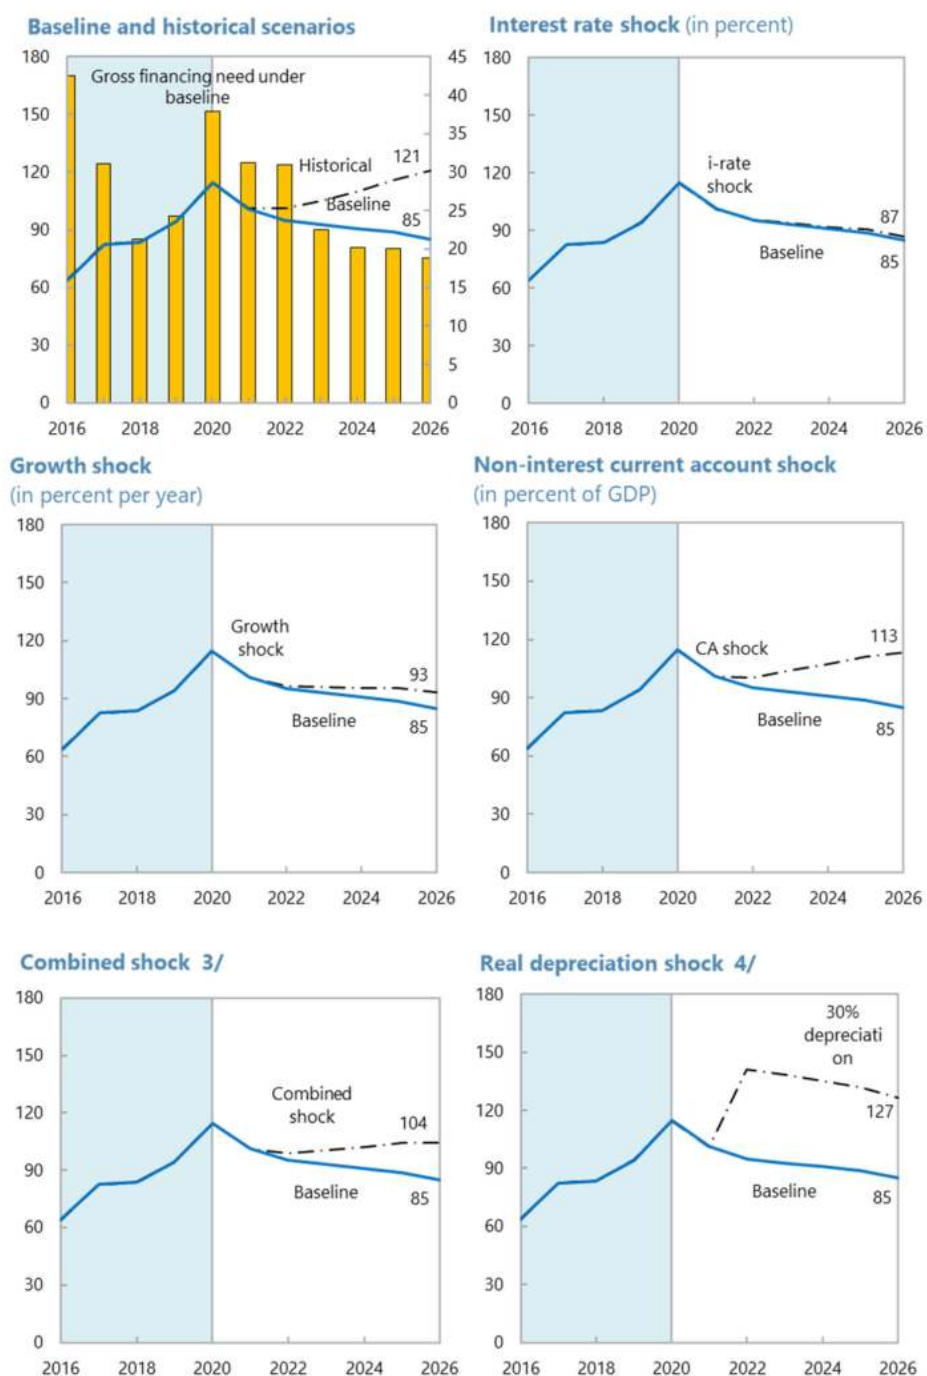 Baseline and historical scenarios
180
150
120
90
60
30
0
45
40
35
30
25
20
15
10
5
0
Gross financing need under
baseline
Historical
121
Baseline
85
2016 2018 2020 2022 2024 2026
Interest rate shock (in percent)
180
150
120
90
60
30
0
i-rate
shock
87
Baseline
85
2016 2018 2020 2022 2024 2026
Growth shock
(in percent per year)
180
150
120
90
60
30
0
Growth
shock
93
Baseline
85
2016 2018 2020 2022 2024 2026
Non-interest current account shock
(in percent of GDP)
180
150
120
90
60
30
0
CA shock
113
Baseline
85
2016 2018 2020 2022 2024 2026
Combined shock 3/
180
150
120
90
60
30
0
Combined
shock
104
Baseline
85
2016 2018 2020 2022 2024 2026
Real depreciation shock 4/
180
150
120
90
60
30
0
30%
depreciati
on
127
Baseline
85
2016 2018 2020 2022 2024 2026